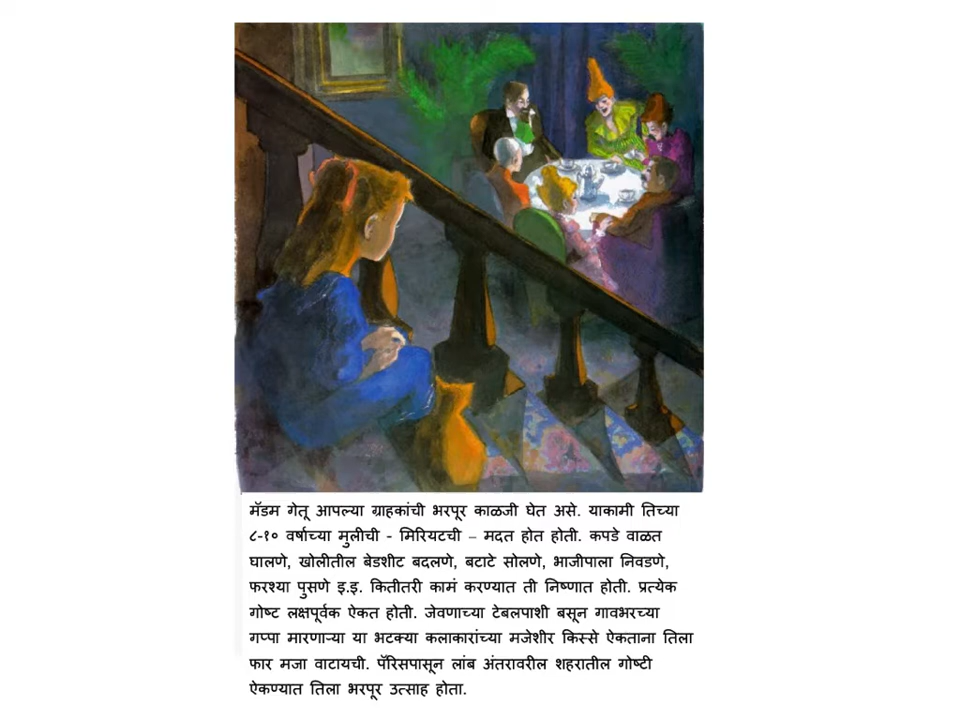 मॅडम गेतू आपल्या ग्राहकांची भरपूर काळजी घेत असे. याकामी तिच्या
८-१० वर्षाच्या मुलीची - मिरियटची – मदत होत होती. कपडे वाळत
घालणे, खोलीतील बेडशीट बदलणे, बटाटे सोलणे, भाजीपाला निवडणे,
फरश्या पुसणे इ.इ. कितीतरी कामं करण्यात ती निष्णात होती. प्रत्येक
गोष्ट लक्षपूर्वक ऐकत होती. जेवणाच्या टेबलपाशी बसून गावभरच्या
गप्पा मारणाऱ्या या भटक्या कलाकारांच्या मजेशीर किस्से ऐकताना तिला
फार मजा वाटायची. पॅरिसपासून लांब अंतरावरील शहरातील गोष्टी
ऐकण्यात तिला भरपूर उत्साह होता.